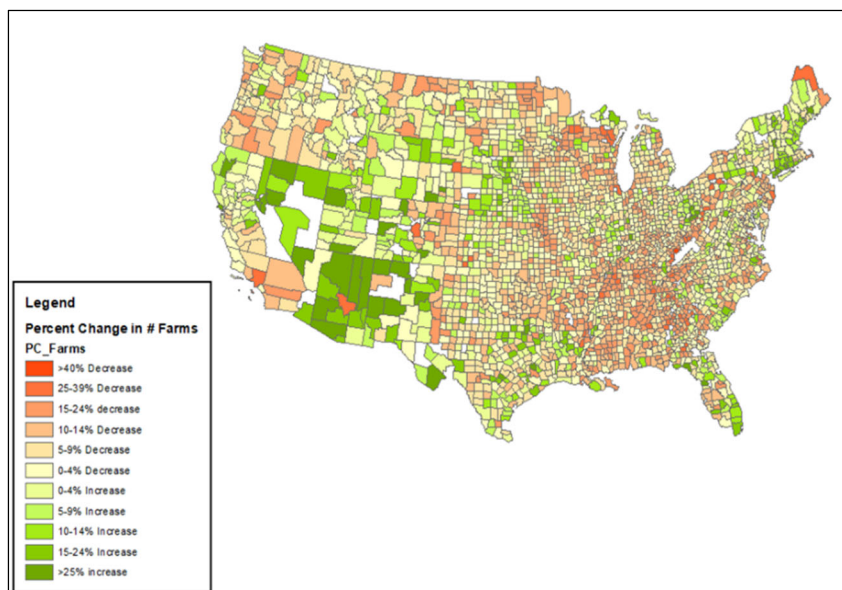 Legend
Percent Change in # Farms
PC_Farms
>40% Decrease
25-39% Decrease
15-24% decrease
10-14% Decrease
5-9% Decrease
0-4% Decrease
0-4% Increase
5-9% Increase
10-14% Increase
15-24% Increase
>25% increase